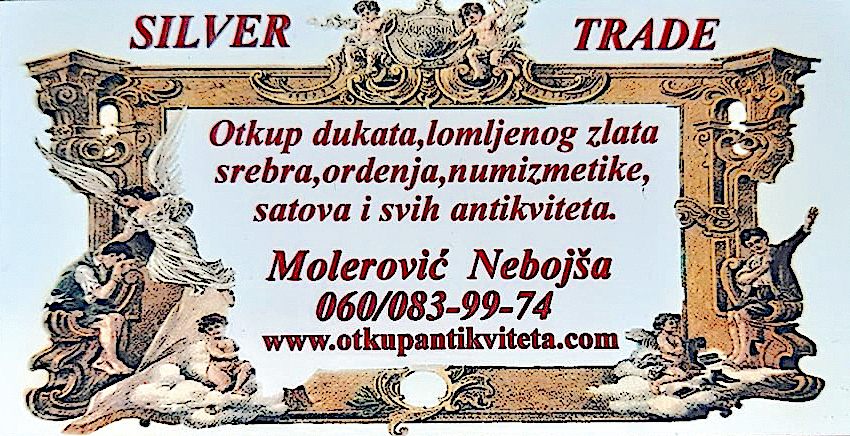 SILVER TRADE
Otkup dukata,lomljenog zlata
srebra,ordenja,numizmetike,
satova i svih antikviteta.
Molerović Nebojša
060/083-99-74
www.otkupantikviteta.com